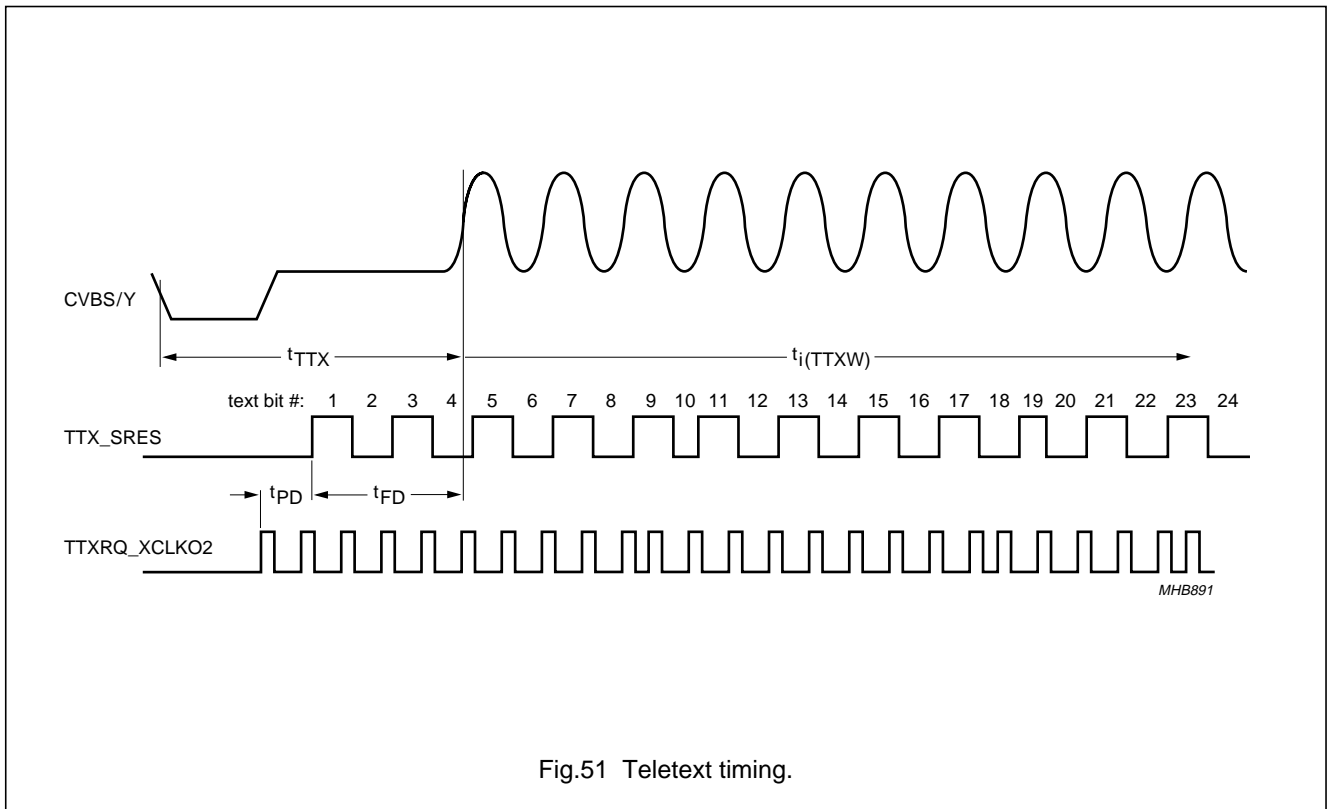 CVBS/Y
tTTX
ti(TTXW)
text bit #: 1 2 3 4 5 6 7 8 9 10 11 12 13 14 15 16 17 18 19 20 21 22 23 24
TTX_SRES
tPD
tFD
TTXRQ_XCLKO2
MHB891
Fig.51 Teletext timing.